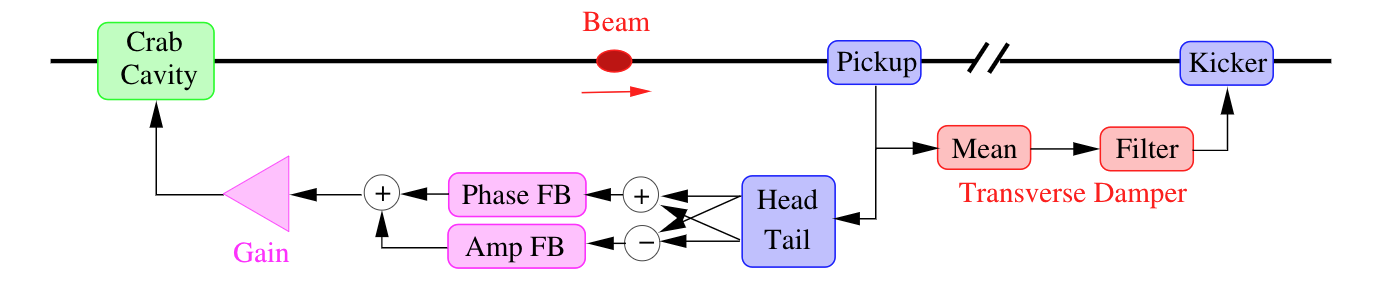 Beam
Crab
Cavity
Pickup
Kicker
Mean
Filter
Transverse Damper
Head
Tail
+
−
Phase FB
Amp FB
+
Gain